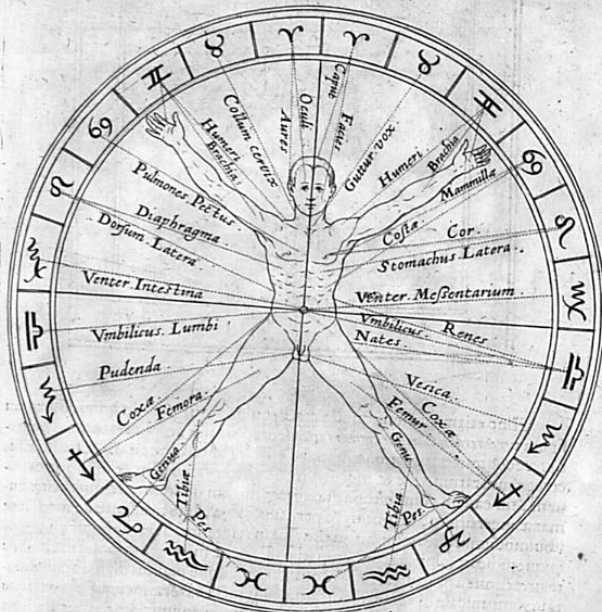 Caput
Facies
Oculi
Aures
Guttur vox
Collum cervix
Humeri
Brachia
Humeri
Brachia
Mammillæ
Pulmones Pectus
Diaphragma
Dorsum. Latera.
Costæ
Cor.
Stomachus Latera.
Venter. Intestina
Venter. Messentarium.
Vmbilicus. Lumbi
Vmbilicus.
Renes
Nates
Pudenda
Vesica.
Coxæ
Femora.
Coxæ
Femur
Genua
Genu
Tibiæ
Pes
Tibia
Pes